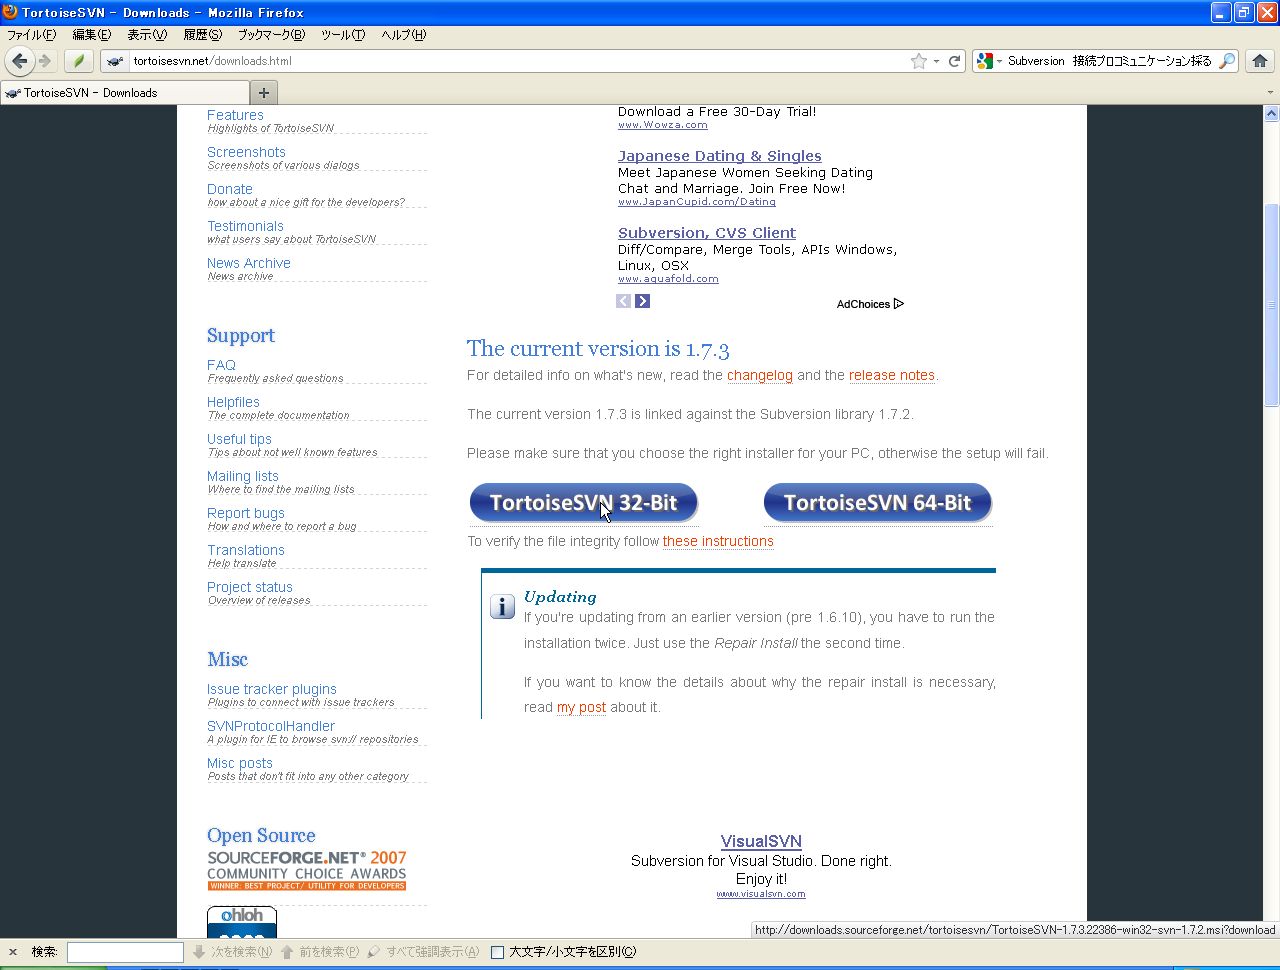 TortoiseSVN - Downloads - Mozilla Firefox
ファイル(F) 編集(E) 表示(V) 履歴(S) ブックマーク(B) ツール(T) ヘルプ(H)
tortoisesvn.net/downloads.html
Subversion 接続プロコミュニケーション採る
TortoiseSVN - Downloads
Features
Highlights of TortoiseSVN
Screenshots
Screenshots of various dialogs
Donate
how about a nice gift for the developers?
Testimonials
what users say about TortoiseSVN
News Archive
News archive
Support
FAQ
Frequently asked questions
Helpfiles
The complete documentation
Useful tips
Tips about not well known features
Mailing lists
Where to find the mailing lists
Report bugs
How and where to report a bug
Translations
Help translate
Project status
Overview of releases
Misc
Issue tracker plugins
Plugins to connect with issue trackers
SVNProtocolHandler
A plugin for IE to browse svn:// repositories
Misc posts
Posts that don't fit into any other category
Open Source
SOURCEFORGE.NET® 2007
COMMUNITY CHOICE AWARDS
WINNER: BEST PROJECT/ UTILITY FOR DEVELOPERS
ohloh
Download a Free 30-Day Trial!
www.Wowza.com
Japanese Dating & Singles
Meet Japanese Women Seeking Dating
Chat and Marriage. Join Free Now!
www.JapanCupid.com/Dating
Subversion, CVS Client
Diff/Compare, Merge Tools, APIs Windows,
Linux, OSX
www.aquafold.com
AdChoices
The current version is 1.7.3
For detailed info on what's new, read the changelog and the release notes.
The current version 1.7.3 is linked against the Subversion library 1.7.2.
Please make sure that you choose the right installer for your PC, otherwise the setup will fail.
TortoiseSVN 32-Bit TortoiseSVN 64-Bit
To verify the file integrity follow these instructions
Updating
If you're updating from an earlier version (pre 1.6.10), you have to run the
installation twice. Just use the Repair Install the second time.
If you want to know the details about why the repair install is necessary,
read my post about it.
VisualSVN
Subversion for Visual Studio. Done right.
Enjoy it!
www.visualsvn.com
http://downloads.sourceforge.net/tortoisesvn/TortoiseSVN-1.7.3.22386-win32-svn-1.7.2.msi?download
検索: 次を検索(N) 前を検索(P) すべて強調表示(A) 大文字/小文字を区別(C)